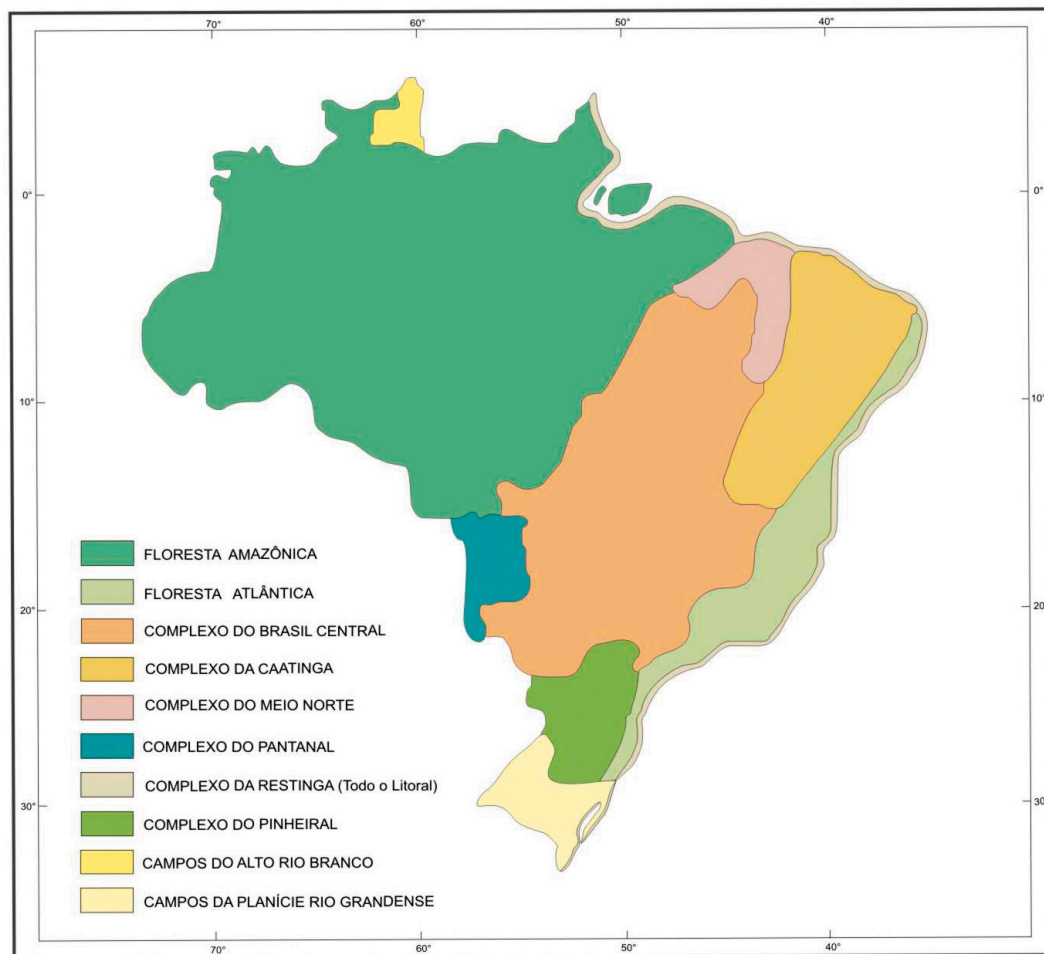 70° 60° 50° 40°
0° 0°
10° 10°
FLORESTA AMAZÔNICA
FLORESTA ATLÂNTICA
20° 20°
COMPLEXO DO BRASIL CENTRAL
COMPLEXO DA CAATINGA
COMPLEXO DO MEIO NORTE
COMPLEXO DO PANTANAL
COMPLEXO DA RESTINGA (Todo o Litoral)
30° 30°
COMPLEXO DO PINHEIRAL
CAMPOS DO ALTO RIO BRANCO
CAMPOS DA PLANÍCIE RIO GRANDENSE
70° 60° 50° 40°